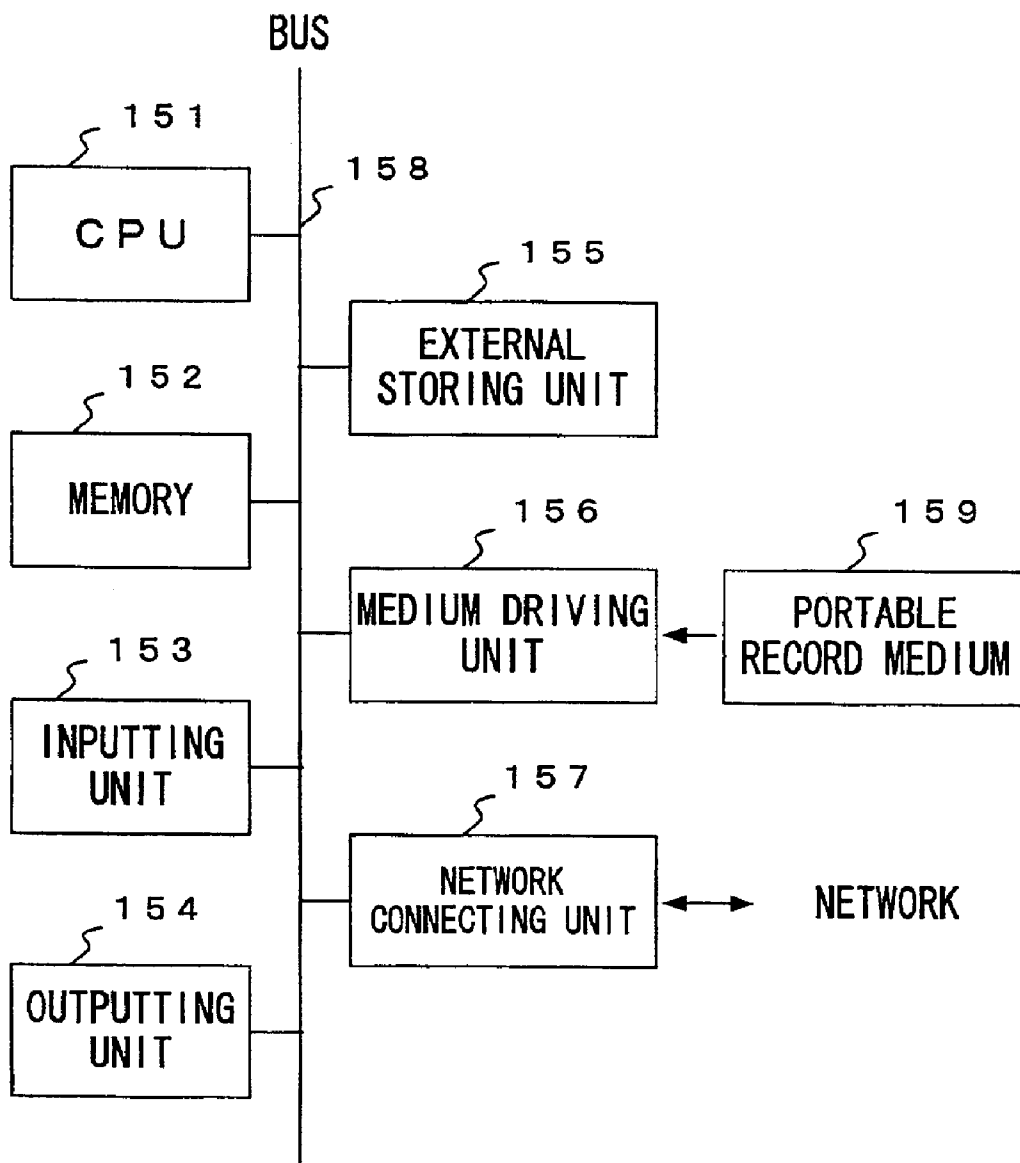 BUS
151
CPU
158
155
EXTERNAL
STORING UNIT
152
MEMORY
156
MEDIUM DRIVING
UNIT
159
PORTABLE
RECORD MEDIUM
153
INPUTTING
UNIT
157
NETWORK
CONNECTING UNIT
NETWORK
154
OUTPUTTING
UNIT